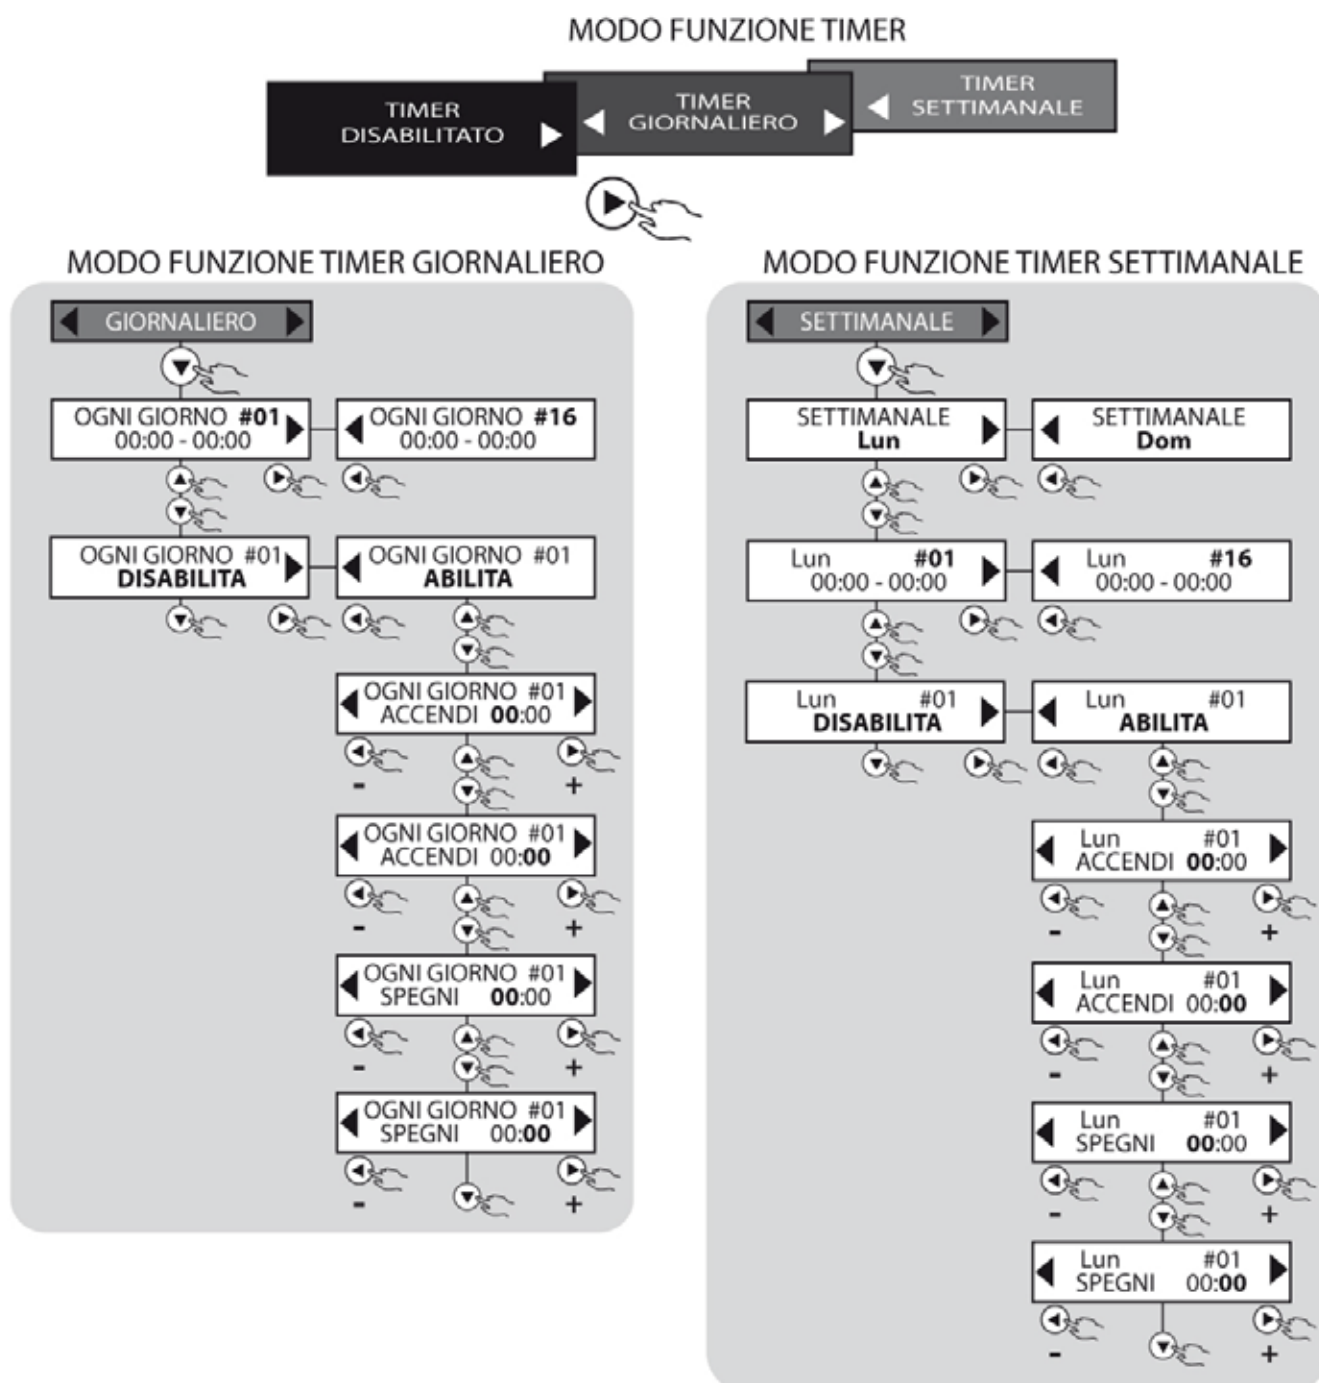 MODO FUNZIONE TIMER
TIMER
DISABILITATO
TIMER
GIORNALIERO
TIMER
SETTIMANALE
MODO FUNZIONE TIMER GIORNALIERO
GIORNALIERO
OGNI GIORNO #01
00:00 - 00:00
OGNI GIORNO #16
00:00 - 00:00
OGNI GIORNO #01
DISABILITA
OGNI GIORNO #01
ABILITA
OGNI GIORNO #01
ACCENDI 00:00
- +
OGNI GIORNO #01
ACCENDI 00:00
- +
OGNI GIORNO #01
SPEGNI 00:00
- +
OGNI GIORNO #01
SPEGNI 00:00
- +
MODO FUNZIONE TIMER SETTIMANALE
SETTIMANALE
SETTIMANALE
Lun
SETTIMANALE
Dom
Lun #01
00:00 - 00:00
Lun #16
00:00 - 00:00
Lun #01
DISABILITA
Lun #01
ABILITA
Lun #01
ACCENDI 00:00
- +
Lun #01
ACCENDI 00:00
- +
Lun #01
SPEGNI 00:00
- +
Lun #01
SPEGNI 00:00
- +